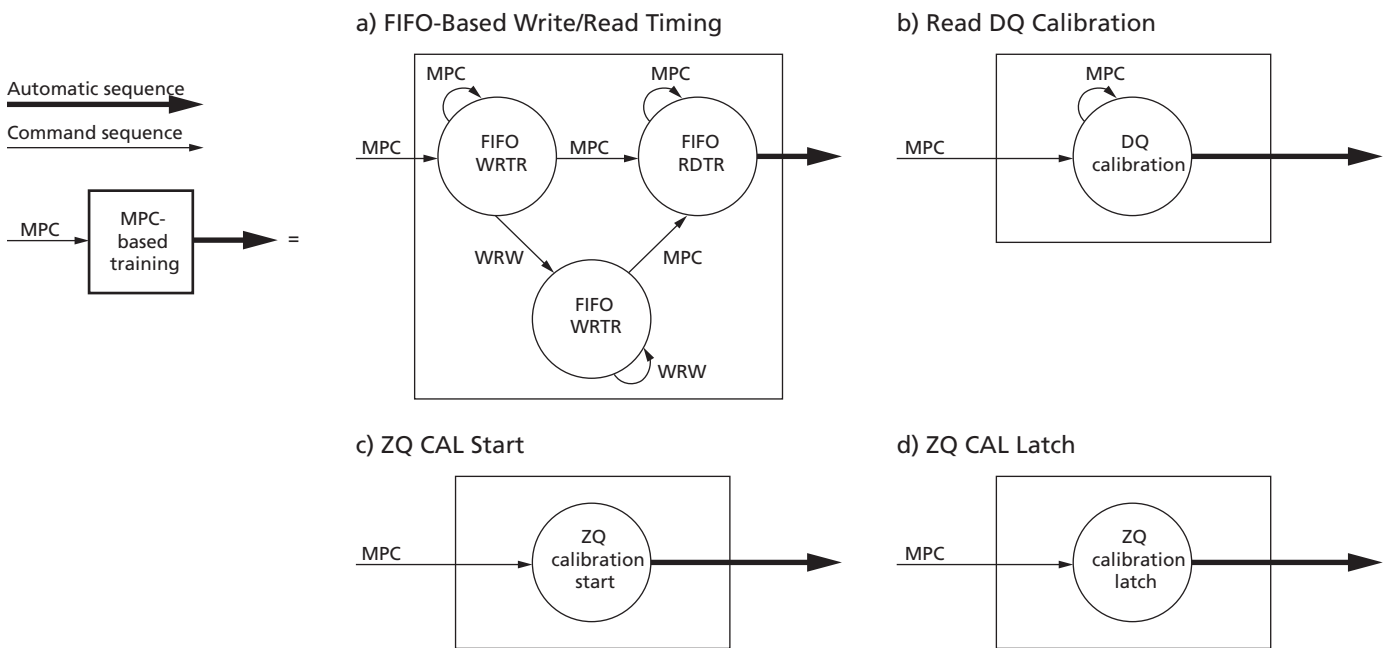 a) FIFO-Based Write/Read Timing
b) Read DQ Calibration
Automatic sequence
Command sequence
MPC
MPC-
based
training
=
MPC
MPC
FIFO
WRTR
MPC
MPC
FIFO
RDTR
WRW
MPC
FIFO
WRTR
WRW
MPC
MPC
DQ
calibration
c) ZQ CAL Start
d) ZQ CAL Latch
MPC
ZQ
calibration
start
MPC
ZQ
calibration
latch